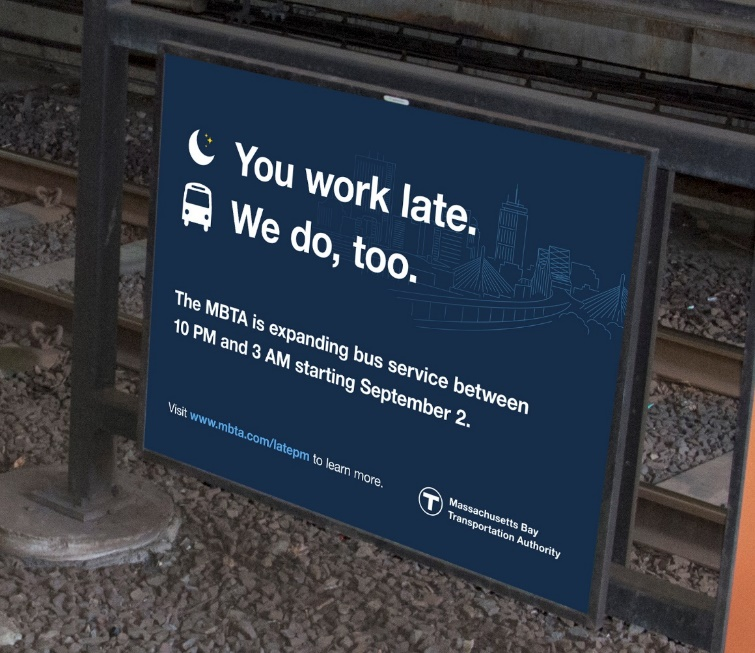 You work late.
We do, too.
The MBTA is expanding bus service between
10 PM and 3 AM starting September 2.
Visit www.mbta.com/latepm to learn more.
T
Massachusetts Bay
Transportation Authority